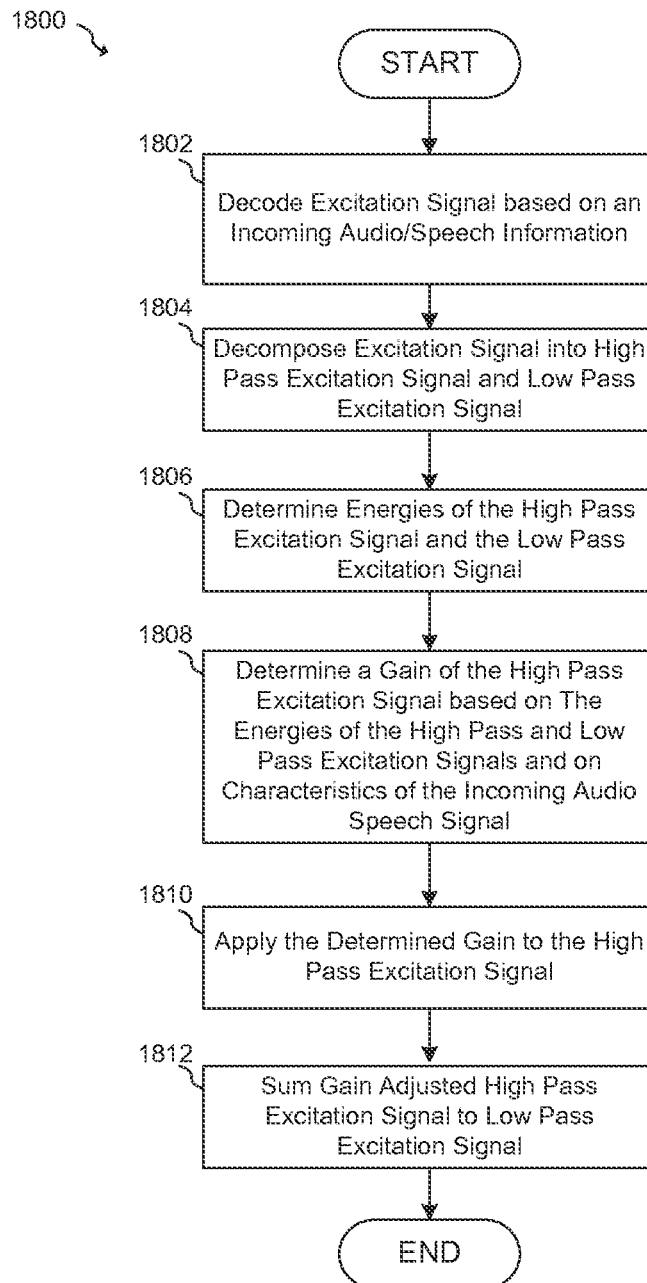 1800
START
1802
Decode Excitation Signal based on an
Incoming Audio/Speech Information
1804
Decompose Excitation Signal into High
Pass Excitation Signal and Low Pass
Excitation Signal
1806
Determine Energies of the High Pass
Excitation Signal and the Low Pass
Excitation Signal
1808
Determine a Gain of the High Pass
Excitation Signal based on The
Energies of the High Pass and Low
Pass Excitation Signals and on
Characteristics of the Incoming Audio
Speech Signal
1810
Apply the Determined Gain to the High
Pass Excitation Signal
1812
Sum Gain Adjusted High Pass
Excitation Signal to Low Pass
Excitation Signal
END